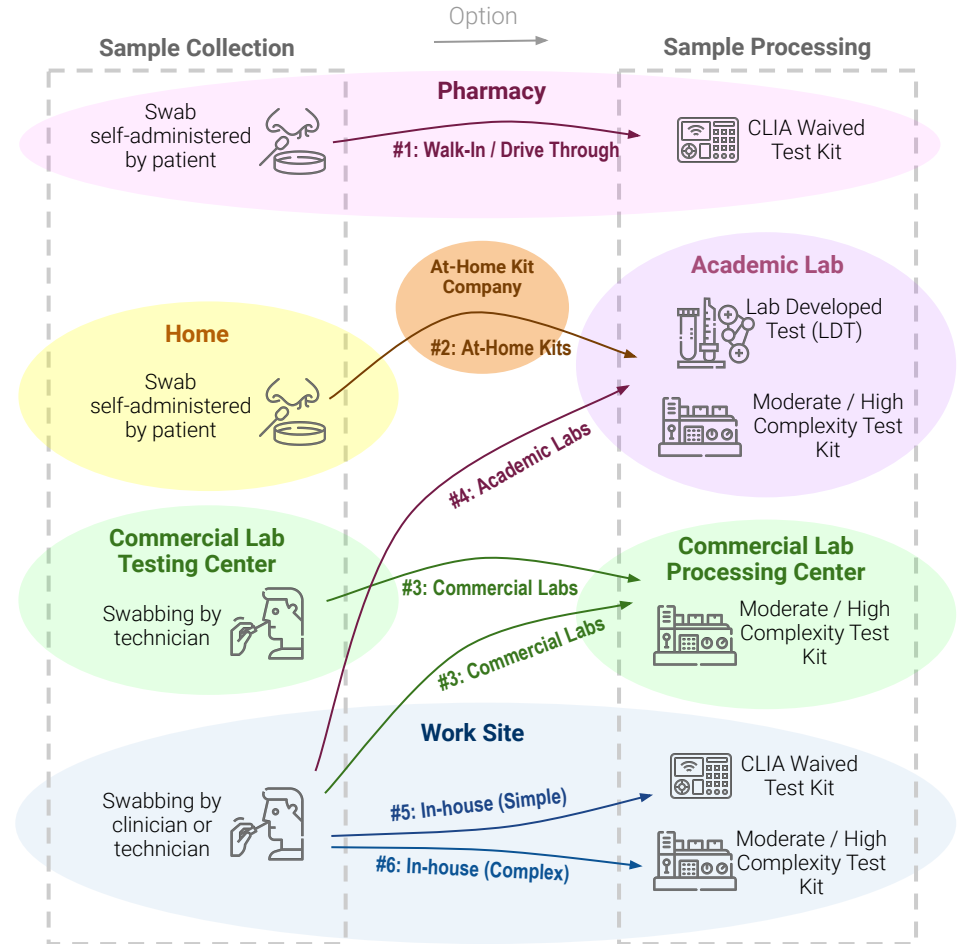 Option
Sample Collection
Sample Processing
Pharmacy
Swab
self-administered
by patient
#1: Walk-In / Drive Through
CLIA Waived
Test Kit
At-Home Kit
Company
#2: At-Home Kits
Academic Lab
Lab Developed
Test (LDT)
Moderate / High
Complexity Test
Kit
Home
Swab
self-administered
by patient
#4: Academic Labs
Commercial Lab
Testing Center
Swabbing by
technician
#3: Commercial Labs
#3: Commercial Labs
Commercial Lab
Processing Center
Moderate / High
Complexity Test
Kit
Work Site
Swabbing by
clinician or
technician
#5: In-house (Simple)
#6: In-house (Complex)
CLIA Waived
Test Kit
Moderate / High
Complexity Test
Kit